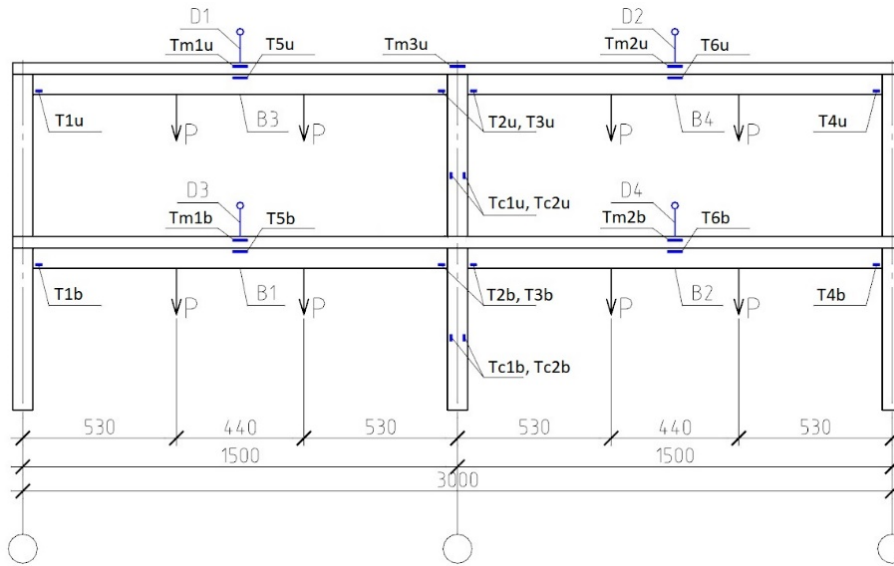 D1 D2
Tm1u T5u Tm3u Tm2u T6u
T1u P B3 P T2u, T3u P B4 P T4u
D3 Tc1u, Tc2u D4
Tm1b T5b Tm2b T6b
T1b P B1 P T2b, T3b P B2 P T4b
Tc1b, Tc2b
530 440 530 530 440 530
1500 1500
3000